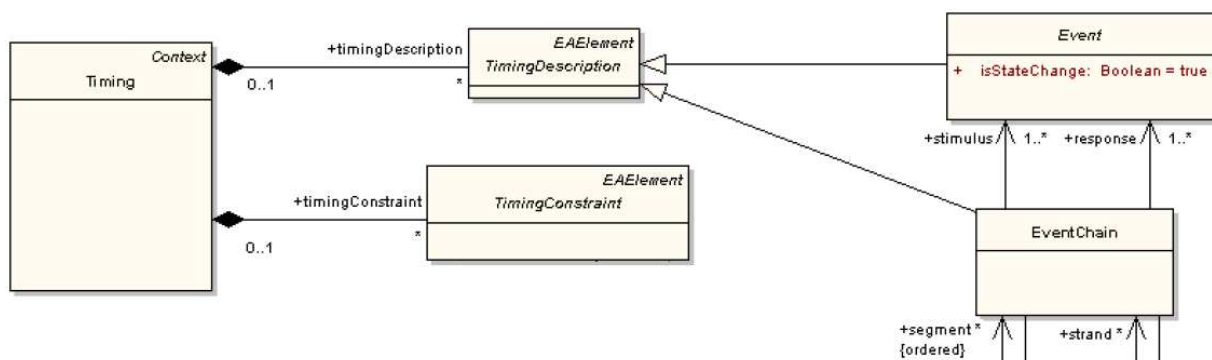 Context
Timing
+timingDescription
0..1
*
EAElement
TimingDescription
Event
+ isStateChange: Boolean = true
+stimulus
1..*
+response
1..*
+timingConstraint
0..1
*
EAElement
TimingConstraint
EventChain
+segment *
{ordered}
+strand *